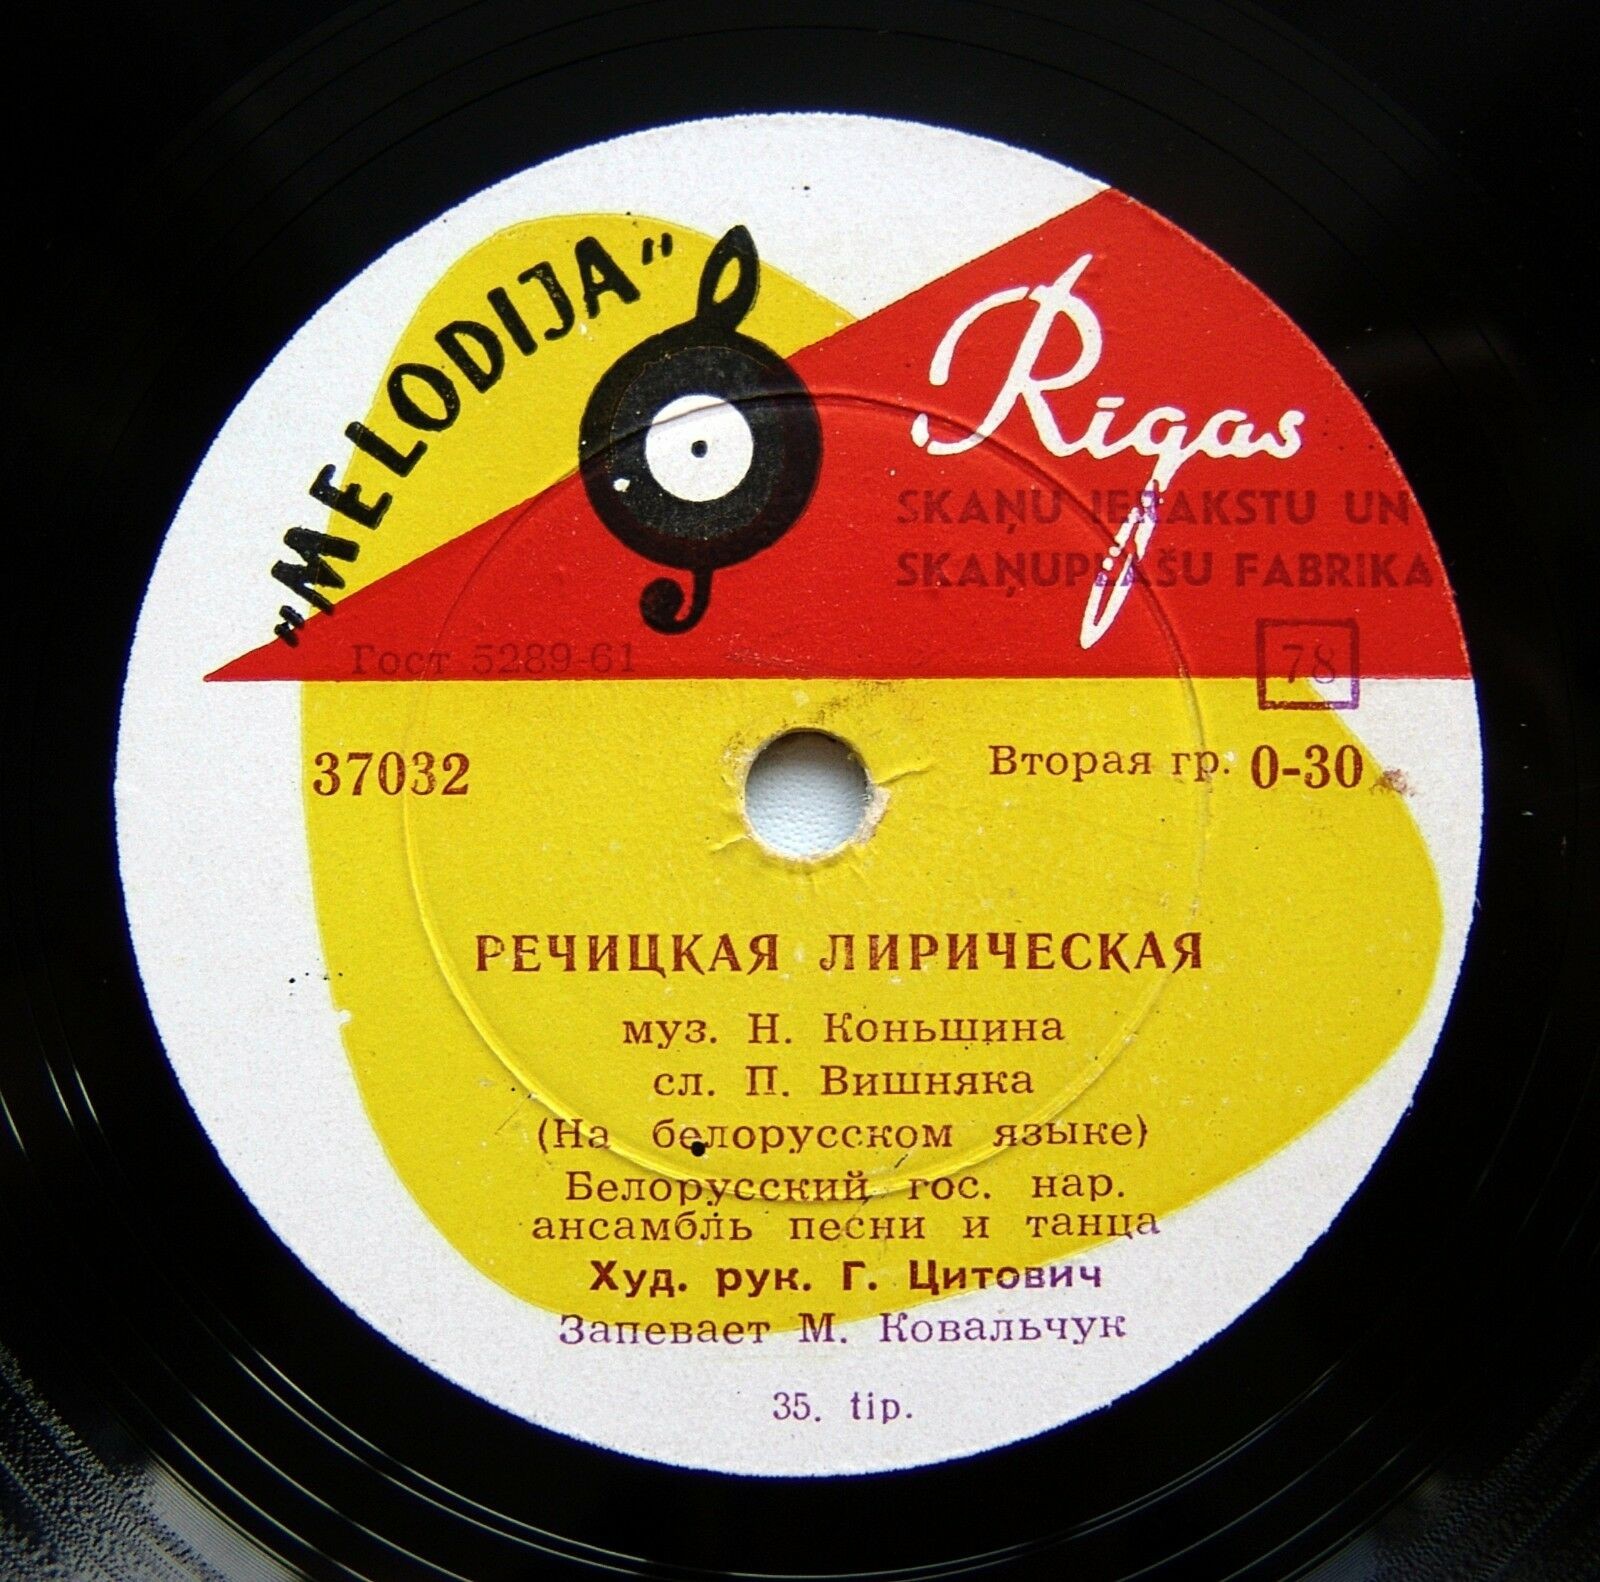 „MELODIJA"
Rīgas
SKAŅU IERAKSTU UN
SKAŅUPLAŠU FABRIKA
Гост 5289-61
78
37032
Вторая гр. 0-30
РЕЧИЦКАЯ ЛИРИЧЕСКАЯ
муз. Н. Коньшина
сл. П. Вишняка
(На белорусском языке)
Белорусский гос. нар.
ансамбль песни и танца
Худ. рук. Г. Цитович
Запевает М. Ковальчук
35. tip.